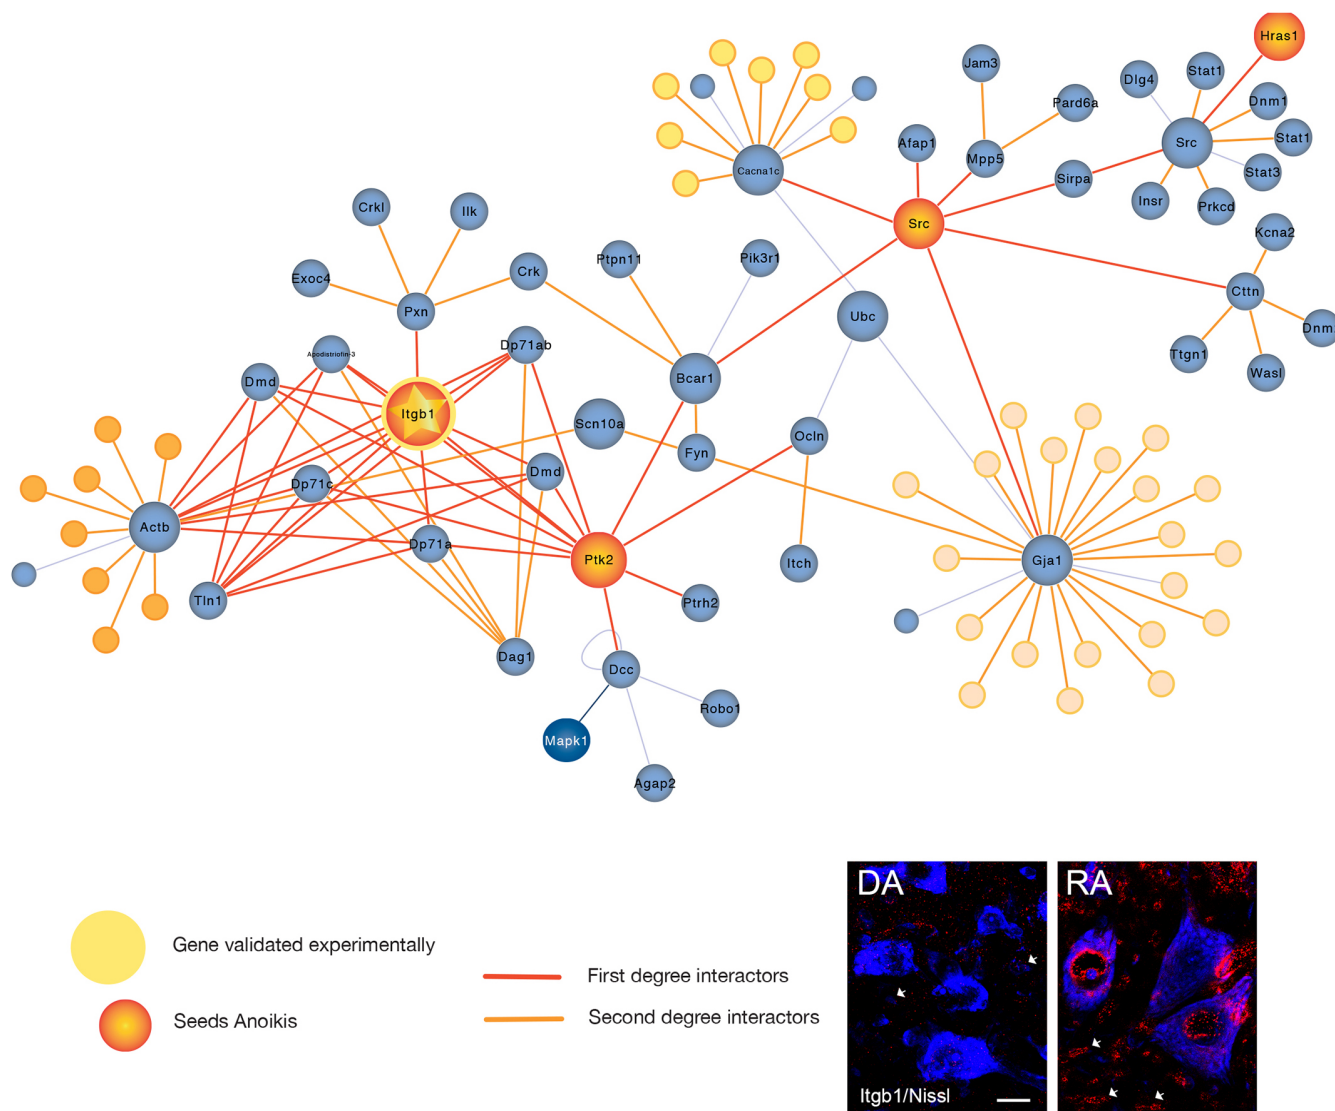 Hras1
Jam3
Stat1
Dlg4
Pard6a
Dnm1
Afap1
Mpp5
Src
Stat1
Cacna1c
Sirpa
Stat3
Insr
Prkcd
Crkl
Ilk
Src
Kcna2
Exoc4
Crk
Ptpn11
Pik3r1
Cttn
Pxn
Ubc
Dnm
Apodistriofin-3
Dp71ab
Ttgn1
Wasl
Dmd
Bcar1
Itgb1
Scn10a
Ocln
Fyn
Dmd
Dp71c
Actb
Dp71a
Ptk2
Itch
Gja1
Tln1
Ptrh2
Dag1
Dcc
Robo1
Mapk1
Agap2
DA
RA
Gene validated experimentally
First degree interactors
Seeds Anoikis
Second degree interactors
Itgb1/Nissl